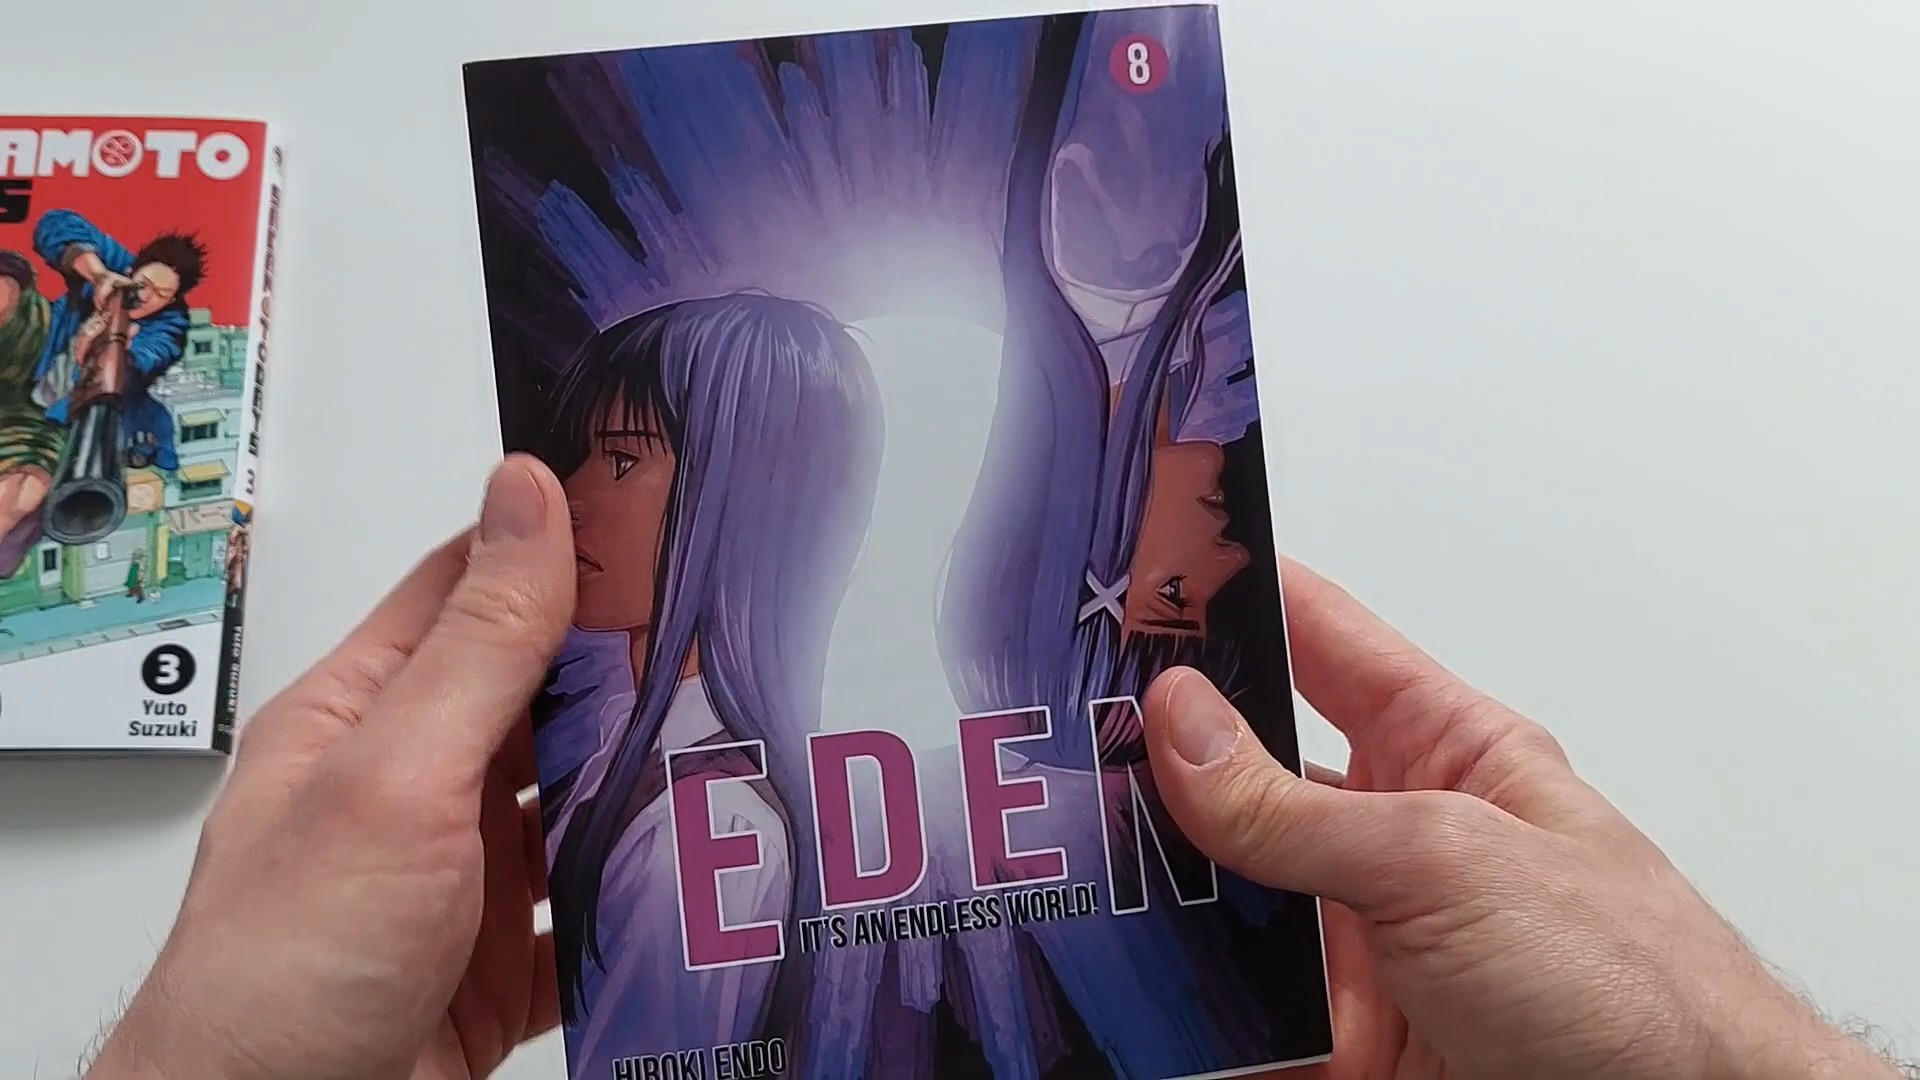 AMOTO
S
3
Yuto
Suzuki
8
EDEN
IT'S AN ENDLESS WORLD!
HIROKI ENDO